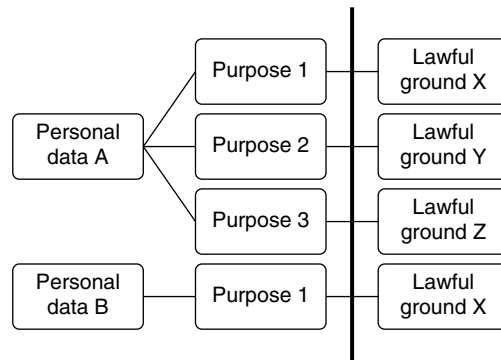 Purpose 1
Lawful
ground X
Personal
data A
Purpose 2
Lawful
ground Y
Purpose 3
Lawful
ground Z
Personal
data B
Purpose 1
Lawful
ground X